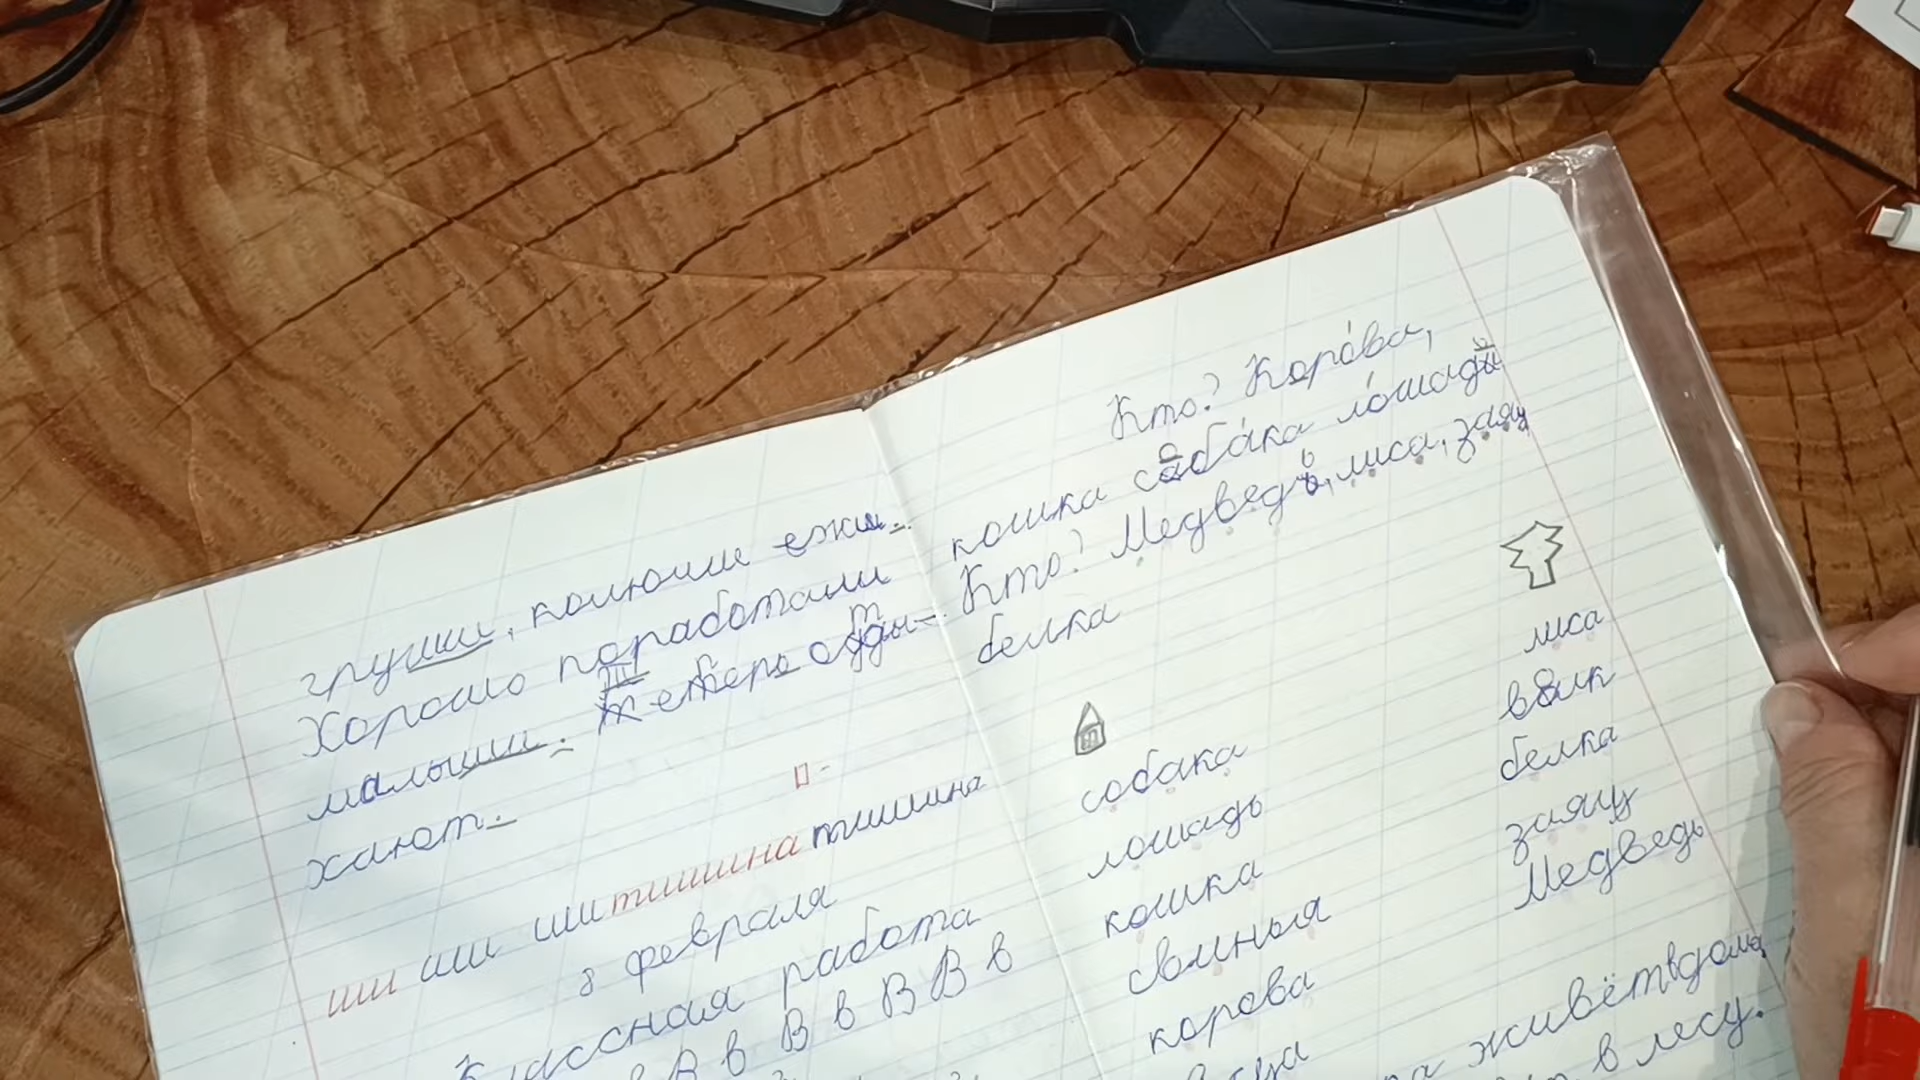 груши, колючие ежи.
Хорошо поработали
малыши. Теперь отды-
хают.
ши ши ши тишина тишина
8 февраля
Классная работа
В в В в В В в
Кто? Корова,
кошка собака лошадь
Кто? Медведь, лиса, заяц
белка
собака
лошадь
кошка
свинья
корова
лиса
волк
белка
заяц
Медведь
живёт в дома
в лесу.